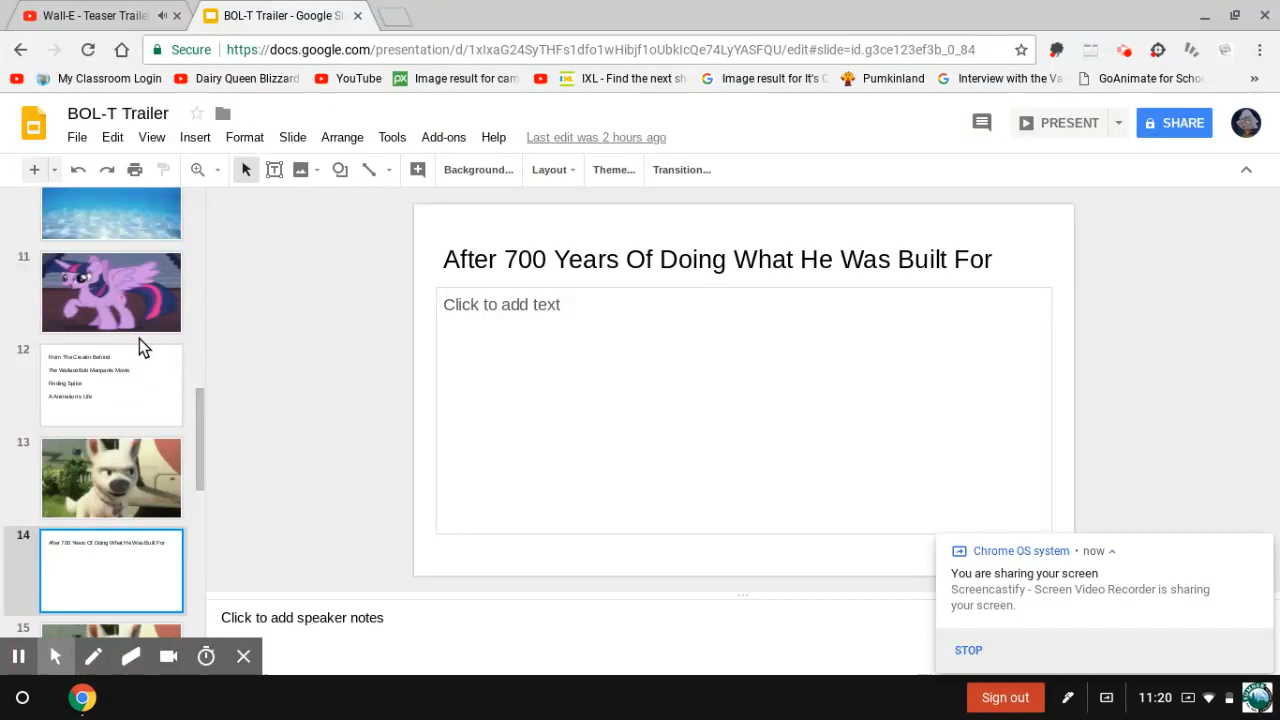 Wall-E - Teaser Traile
BOL-T Trailer - Google Sl
Secure
https://docs.google.com/presentation/d/1xIxaG24SyTHFs1dfo1wHibjf1oUbkIcQe74LyYASFQU/edit#slide=id.g3ce123ef3b_0_84
My Classroom Login
Dairy Queen Blizzard
YouTube
Image result for cam
IXL - Find the next sh
Image result for It's G
Pumkinland
Interview with the Va
GoAnimate for Schoo
»
BOL-T Trailer
File Edit View Insert Format Slide Arrange Tools Add-ons Help Last edit was 2 hours ago
PRESENT
SHARE
Background...
Layout
Theme...
Transition...
11
12
From The Creator Behind
The Wallace/Bob Marquante Movie
Finding Spike
A Animation's Life
13
14
After 700 Years Of Doing What He Was Built For
15
After 700 Years Of Doing What He Was Built For
Click to add text
Click to add speaker notes
Chrome OS system • now
You are sharing your screen
Screencastify - Screen Video Recorder is sharing
your screen.
STOP
Sign out
11:20